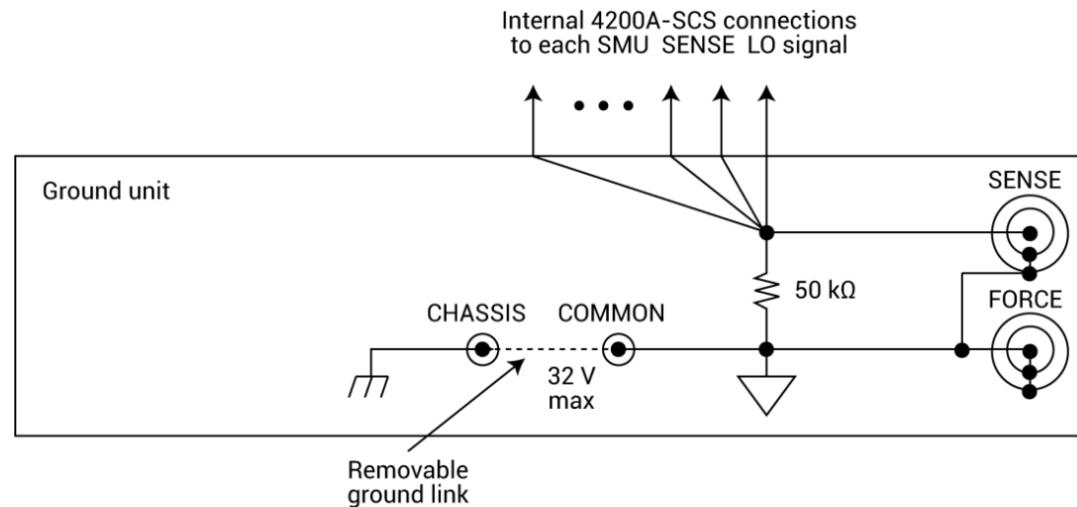 Internal 4200A-SCS connections
to each SMU SENSE LO signal
Ground unit
SENSE
50 kΩ
FORCE
CHASSIS
COMMON
32 V
max
Removable
ground link